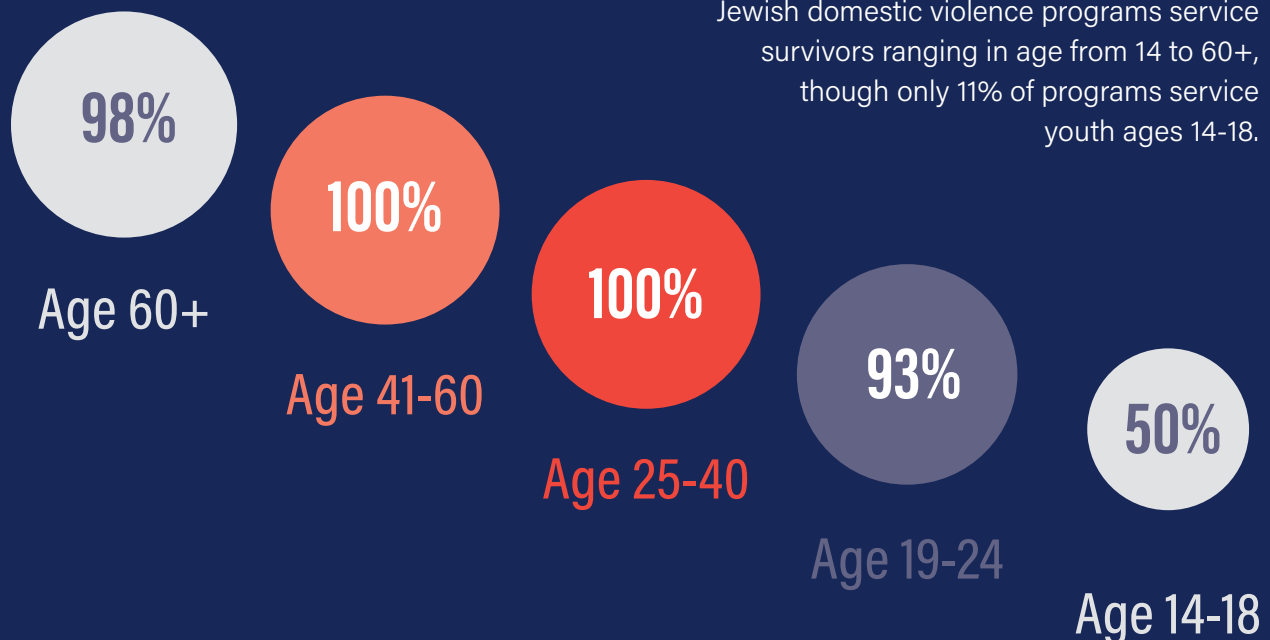 Jewish domestic violence programs service
survivors ranging in age from 14 to 60+,
though only 11% of programs service
youth ages 14-18.
98%
Age 60+
100%
Age 41-60
100%
Age 25-40
93%
Age 19-24
50%
Age 14-18